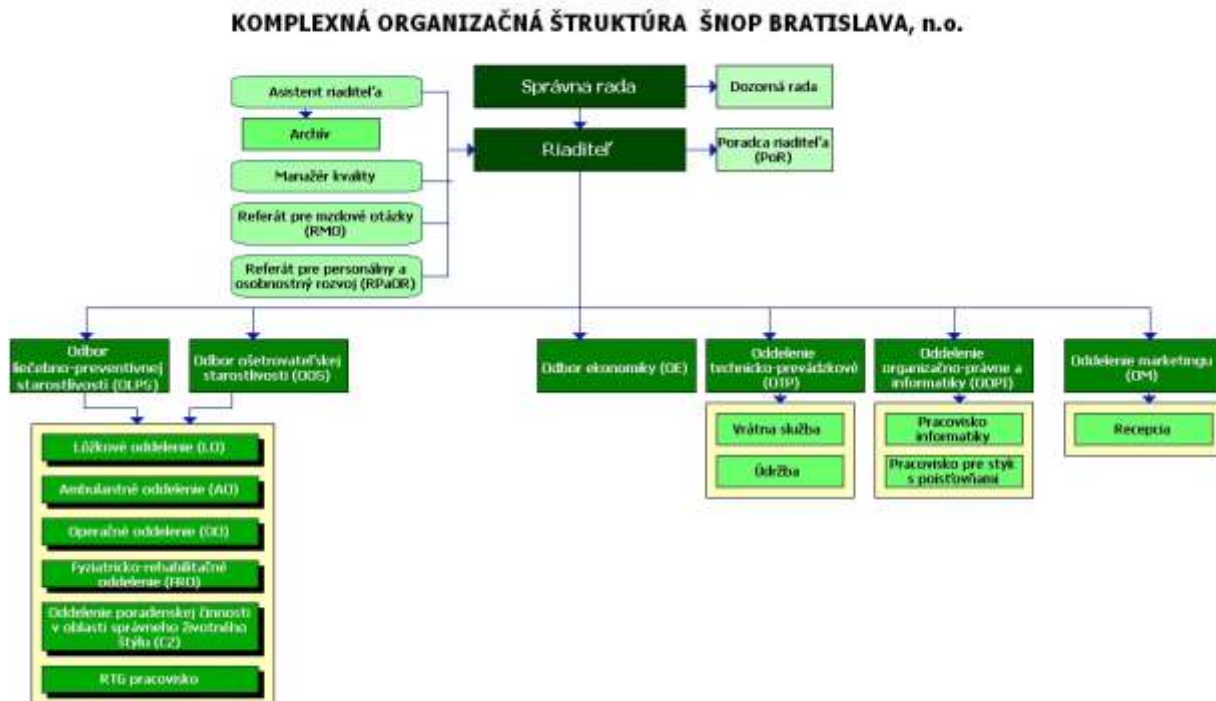 KOMPLEXNÁ ORGANIZAČNÁ ŠTRUKTÚRA ŠNOP BRATISLAVA, n.o.
Správna rada
Dozorná rada
Asistent riaditeľa
Archív
Riaditeľ
Poradca riaditeľa
(PoR)
Manažér kvality
Referát pre mzdové otázky
(RMO)
Referát pre personálny a
osobnostný rozvoj (RPaOR)
Odbor
liečebno-preventívnej
starostlivosti (OLPS)
Odbor ošetrovateľskej
starostlivosti (OOS)
Odbor ekonomiky (OE)
Oddelenie
technicko-prevádzkové
(OTP)
Oddelenie
organizačno-právne a
informatiky (OOPI)
Oddelenie marketingu
(OM)
Vrátna služba
Údržba
Pracovisko
informatiky
Pracovisko pre styk
s poisťovňami
Recepcia
Lôžkové oddelenie (LO)
Ambulantné oddelenie (AO)
Operačné oddelenie (OO)
Fyziatricko-rehabilitačné
oddelenie (FRO)
Oddelenie poradenskej činnosti
v oblasti správneho životného
štýlu (CZ)
RTG pracovisko